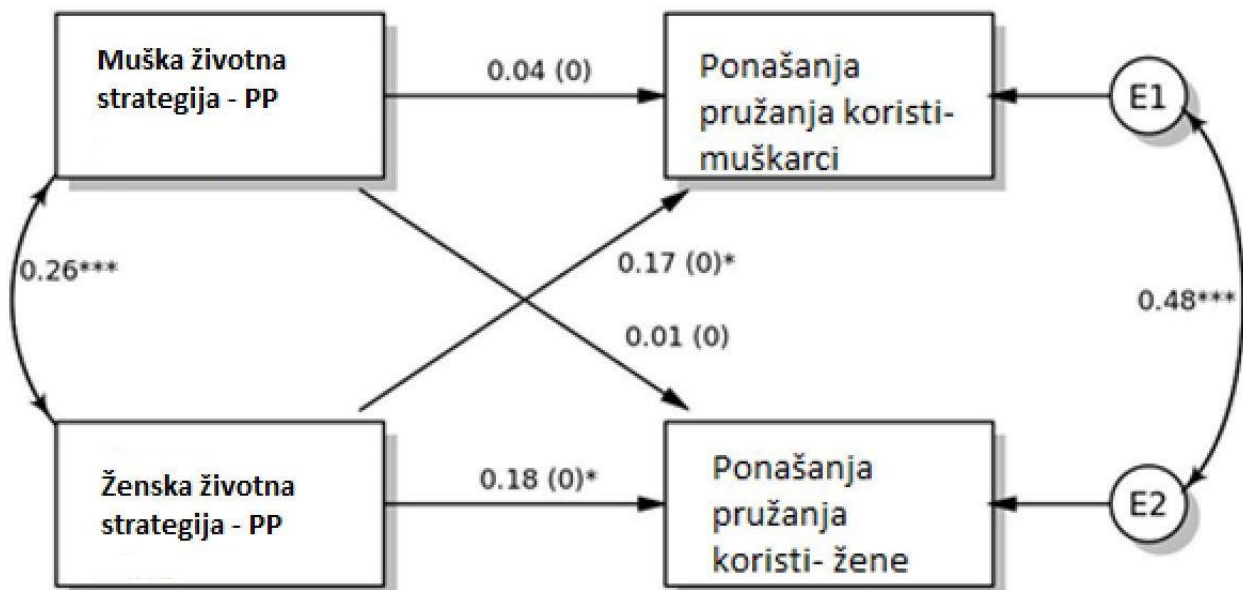 Muška životna
strategija - PP
0.04 (0)
Ponašanja
pružanja koristi-
muškarci
E1
0.26***
0.17 (0)*
0.01 (0)
0.48***
Ženska životna
strategija - PP
0.18 (0)*
Ponašanja
pružanja
koristi- žene
E2